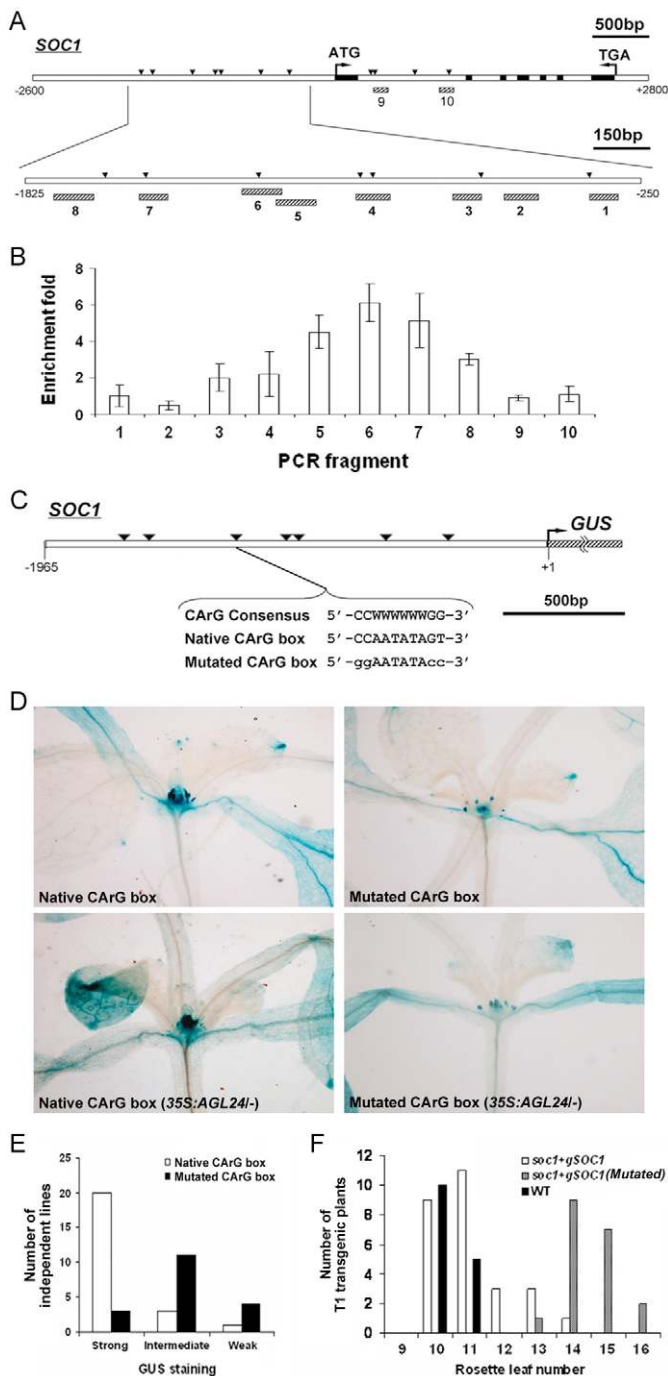 A
500bp
SOC1
ATG
TGA
-2600
9
10
+2800
150bp
-1825
-250
8
7
6
5
4
3
2
1
B
Enrichment fold
8
6
4
2
0
1 2 3 4 5 6 7 8 9 10
PCR fragment
C
SOC1
GUS
-1965
+1
500bp
CArG Consensus 5′-CCWWWWWWGG-3′
Native CArG box 5′-CCAATATAGT-3′
Mutated CArG box 5′-ggAATATAcc-3′
D
Native CArG box
Mutated CArG box
Native CArG box (35S:AGL24/-)
Mutated CArG box (35S:AGL24/-)
E
Native CArG box
Mutated CArG box
Number of independent lines
25
20
15
10
5
0
Strong Intermediate Weak
GUS staining
F
soc1+gSOC1
soc1+gSOC1(Mutated)
WT
Number of T1 transgenic plants
12
10
8
6
4
2
0
9 10 11 12 13 14 15 16
Rosette leaf number